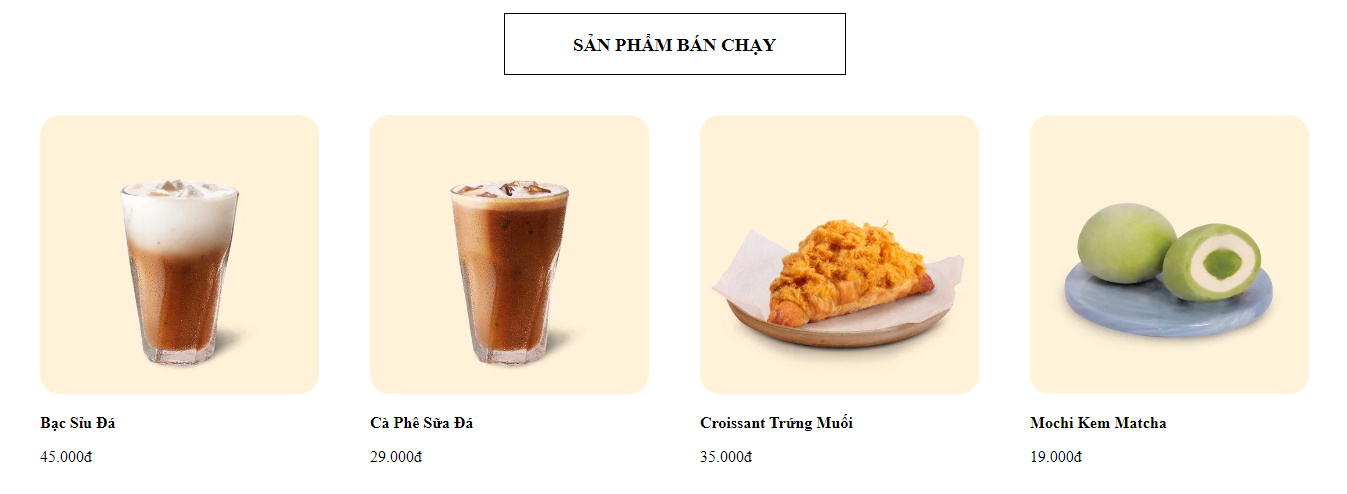 SẢN PHẨM BÁN CHẠY
Bạc Sỉu Đá
45.000đ
Cà Phê Sữa Đá
29.000đ
Croissant Trứng Muối
35.000đ
Mochi Kem Matcha
19.000đ